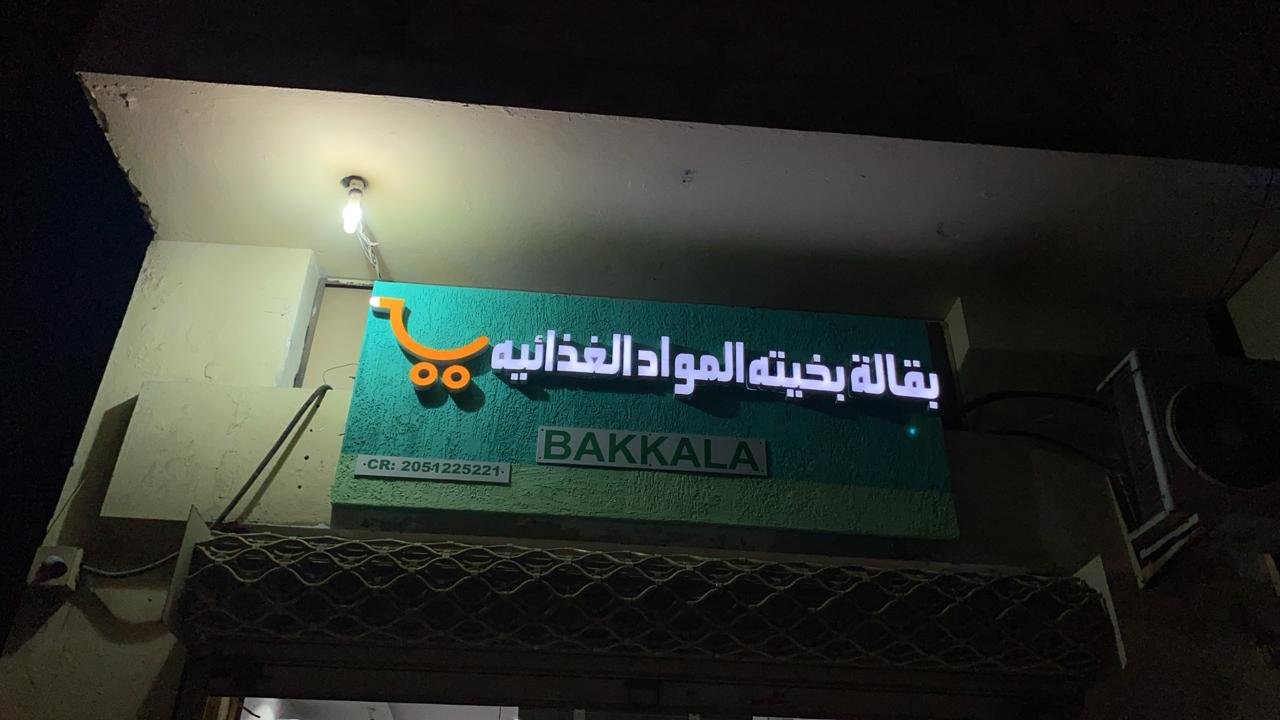 بقالة بخيته المواد الغذائيه
BAKKALA
·CR: 2051225221·